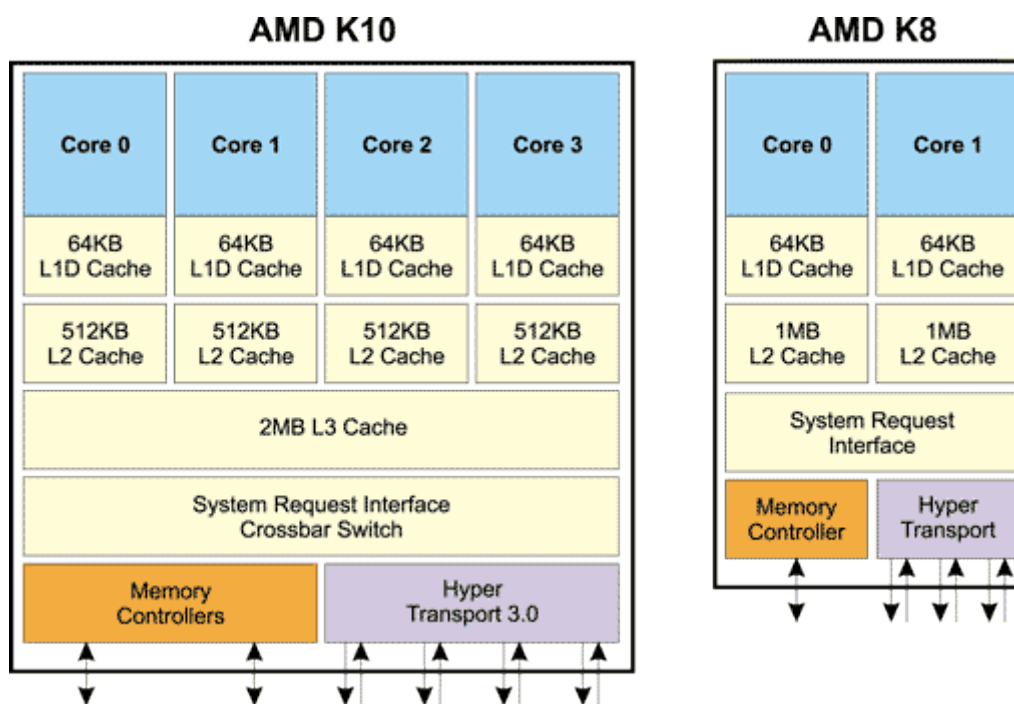 AMD K10
Core 0
Core 1
Core 2
Core 3
64KB
L1D Cache
64KB
L1D Cache
64KB
L1D Cache
64KB
L1D Cache
512KB
L2 Cache
512KB
L2 Cache
512KB
L2 Cache
512KB
L2 Cache
2MB L3 Cache
System Request Interface
Crossbar Switch
Memory
Controllers
Hyper
Transport 3.0
AMD K8
Core 0
Core 1
64KB
L1D Cache
64KB
L1D Cache
1MB
L2 Cache
1MB
L2 Cache
System Request
Interface
Memory
Controller
Hyper
Transport